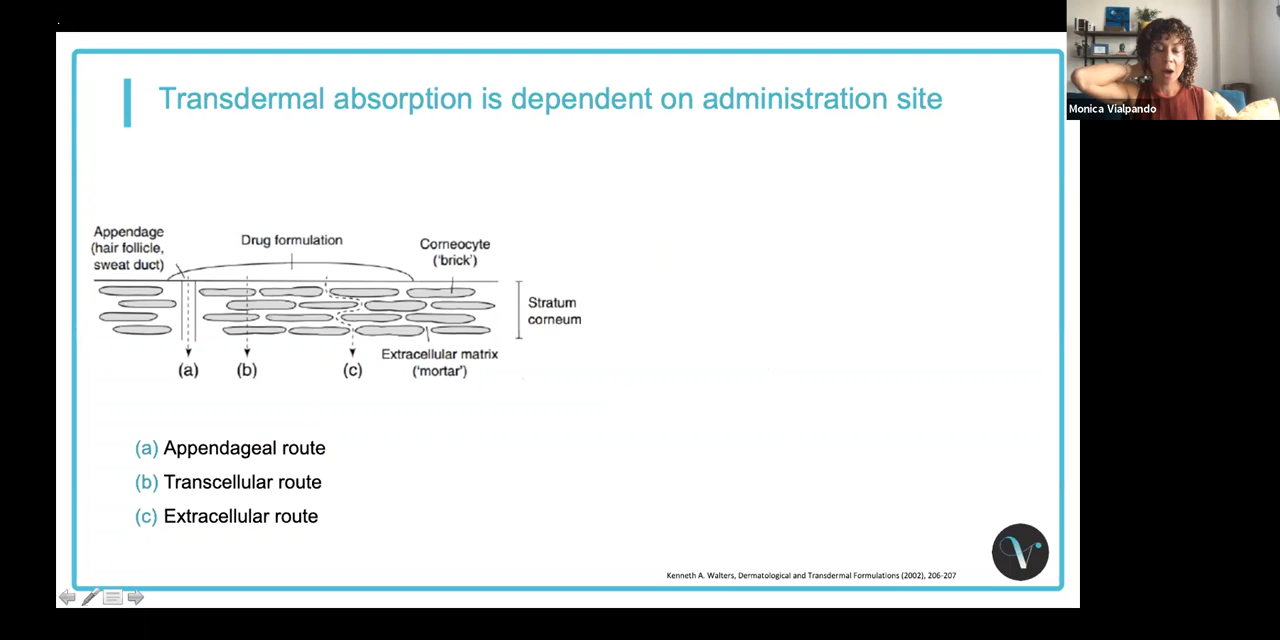 Monica Vialpando
Transdermal absorption is dependent on administration site
Appendage
(hair follicle,
sweat duct)
Drug formulation
Corneocyte
('brick')
Stratum
corneum
Extracellular matrix
('mortar')
(a)
(b)
(c)
(a) Appendageal route
(b) Transcellular route
(c) Extracellular route
Kenneth A. Walters, Dermatological and Transdermal Formulations (2002), 206-207